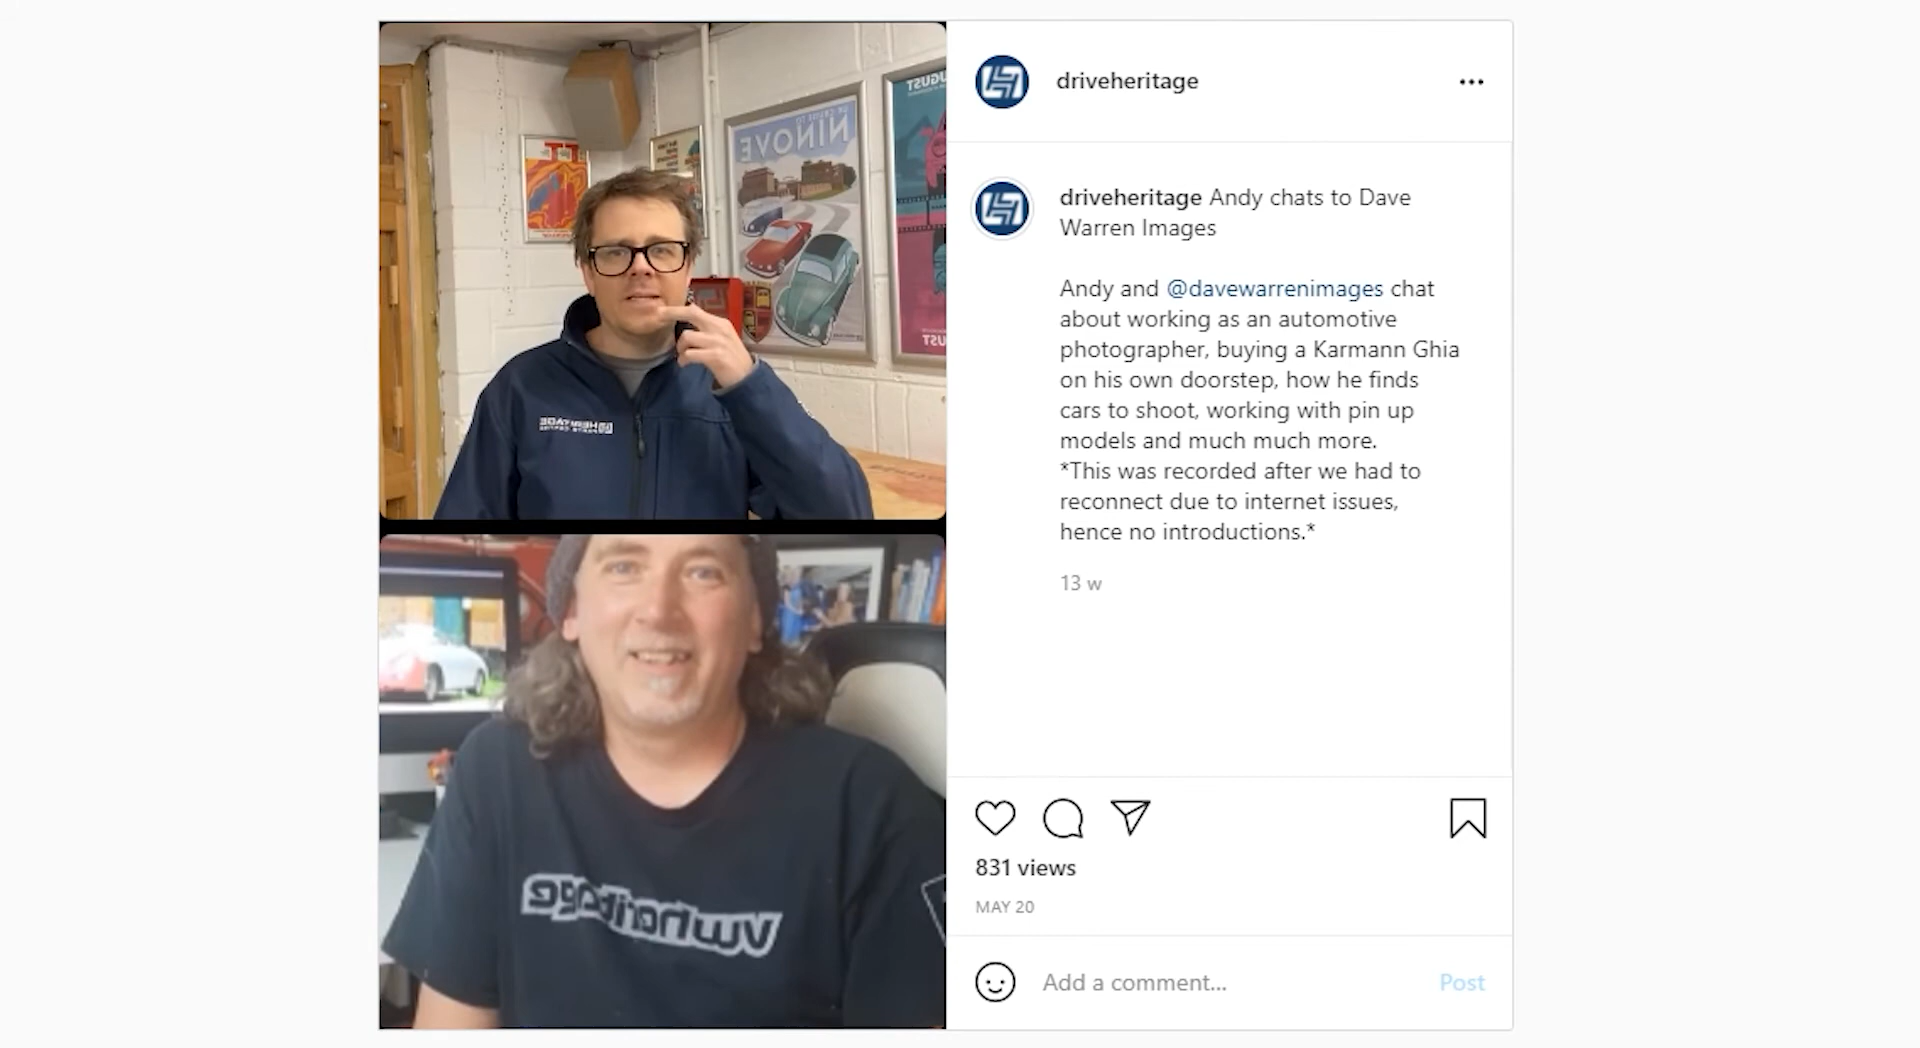 NINOVE
driveheritage
driveheritage Andy chats to Dave
Warren Images
Andy and @davewarrenimages chat
about working as an automotive
photographer, buying a Karmann Ghia
on his own doorstep, how he finds
cars to shoot, working with pin up
models and much much more.
*This was recorded after we had to
reconnect due to internet issues,
hence no introductions.*
13 w
831 views
MAY 20
Add a comment...
Post